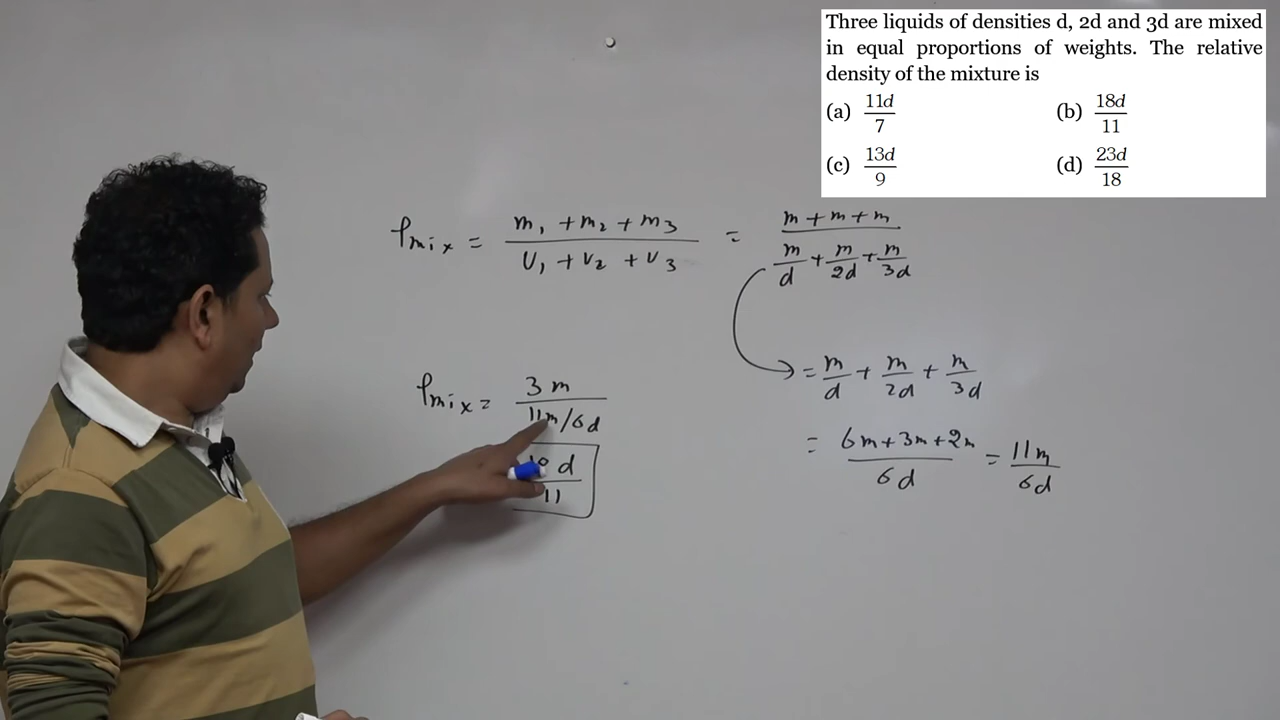 Three liquids of densities d, 2d and 3d are mixed
in equal proportions of weights. The relative
density of the mixture is
(a) 11d/7 (b) 18d/11
(c) 13d/9 (d) 23d/18
ρmix = (m1 + m2 + m3)/(v1 + v2 + v3) = (m + m + m)/(m/d + m/2d + m/3d)
= m/d + m/2d + m/3d
ρmix = 3m/(11m/6d)
= (6m+3m+2m)/6d = 11m/6d
18 d/11